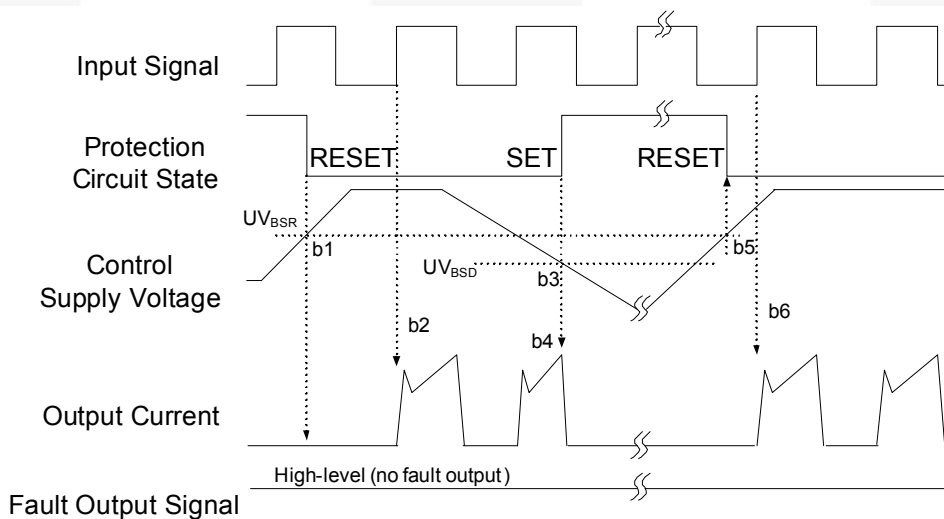 Input Signal
Protection
Circuit State
RESET
SET
RESET
UVBSR
b1
b5
Control
Supply Voltage
UVBSD
b3
b2
b4
b6
Output Current
High-level (no fault output)
Fault Output Signal